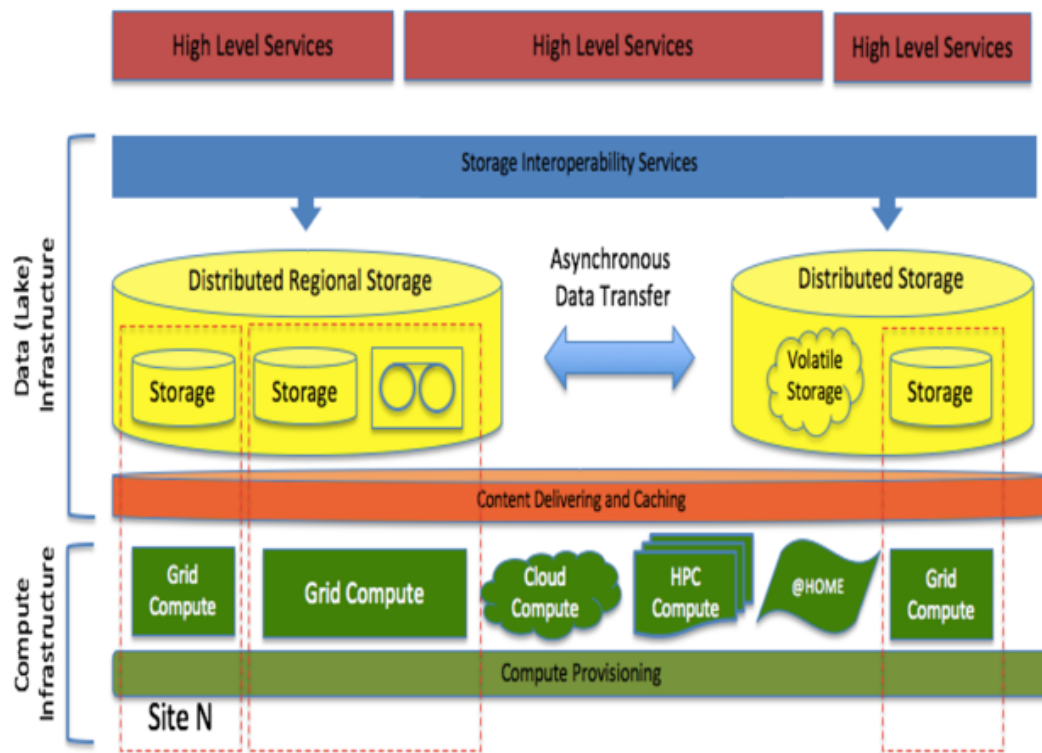 High Level Services
High Level Services
High Level Services
Data (Lake)
Infrastructure
Storage Interoperability Services
Distributed Regional Storage
Storage
Storage
Asynchronous
Data Transfer
Distributed Storage
Volatile
Storage
Storage
Content Delivering and Caching
Compute
Infrastructure
Grid
Compute
Grid Compute
Cloud
Compute
HPC
Compute
@HOME
Grid
Compute
Compute Provisioning
Site N